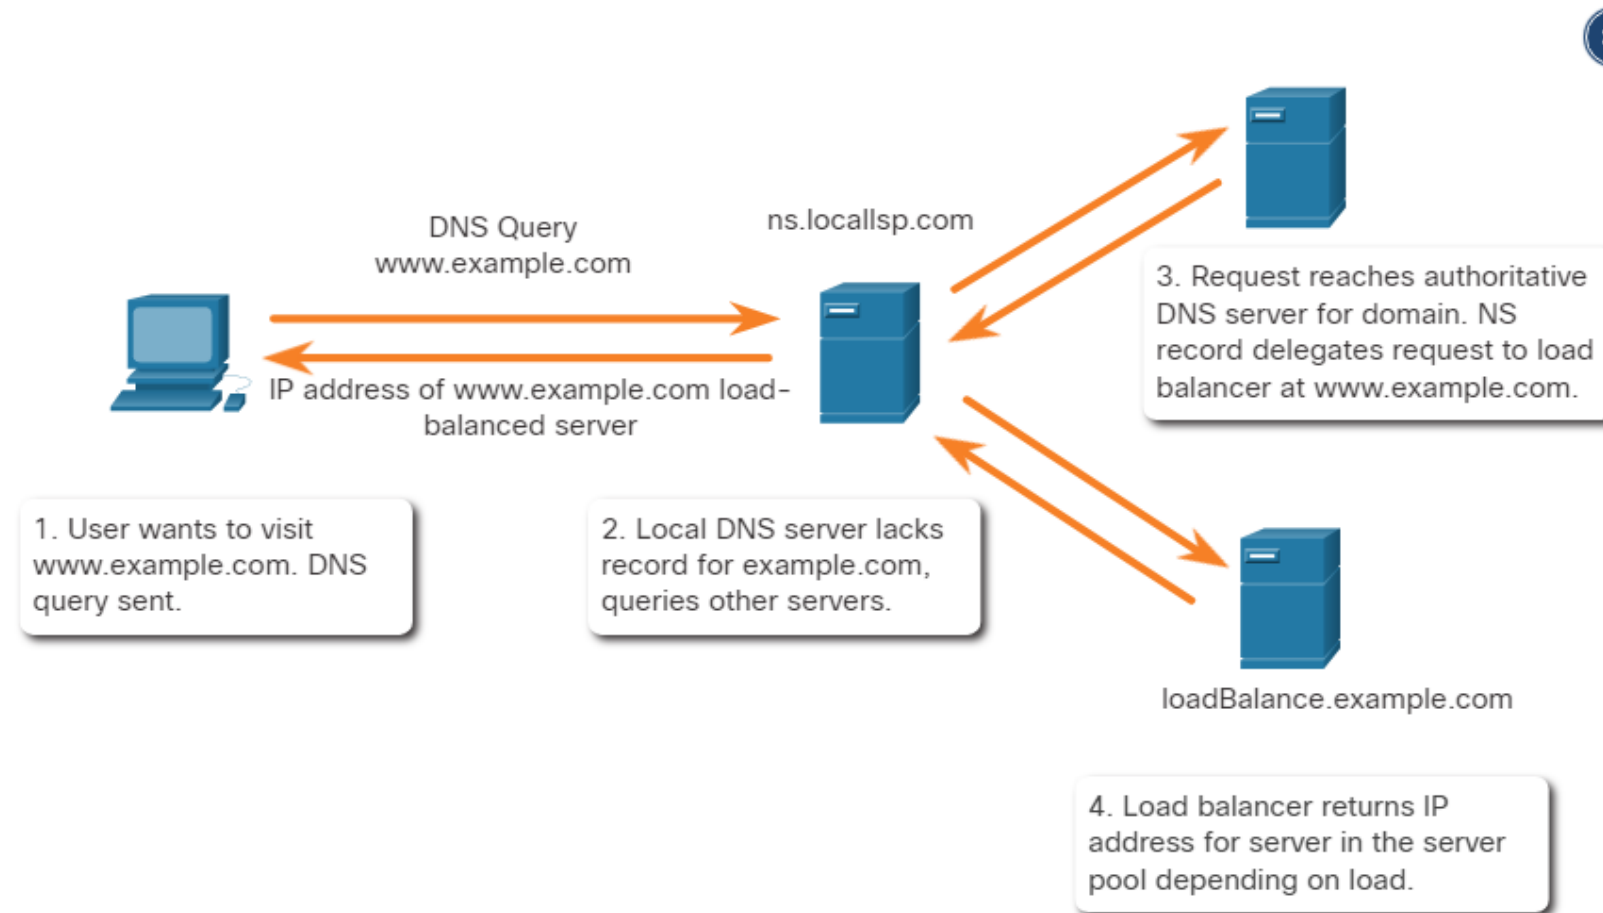 DNS Query
www.example.com
ns.locallsp.com
IP address of www.example.com load-
balanced server
1. User wants to visit
www.example.com. DNS
query sent.
2. Local DNS server lacks
record for example.com,
queries other servers.
3. Request reaches authoritative
DNS server for domain. NS
record delegates request to load
balancer at www.example.com.
loadBalance.example.com
4. Load balancer returns IP
address for server in the server
pool depending on load.